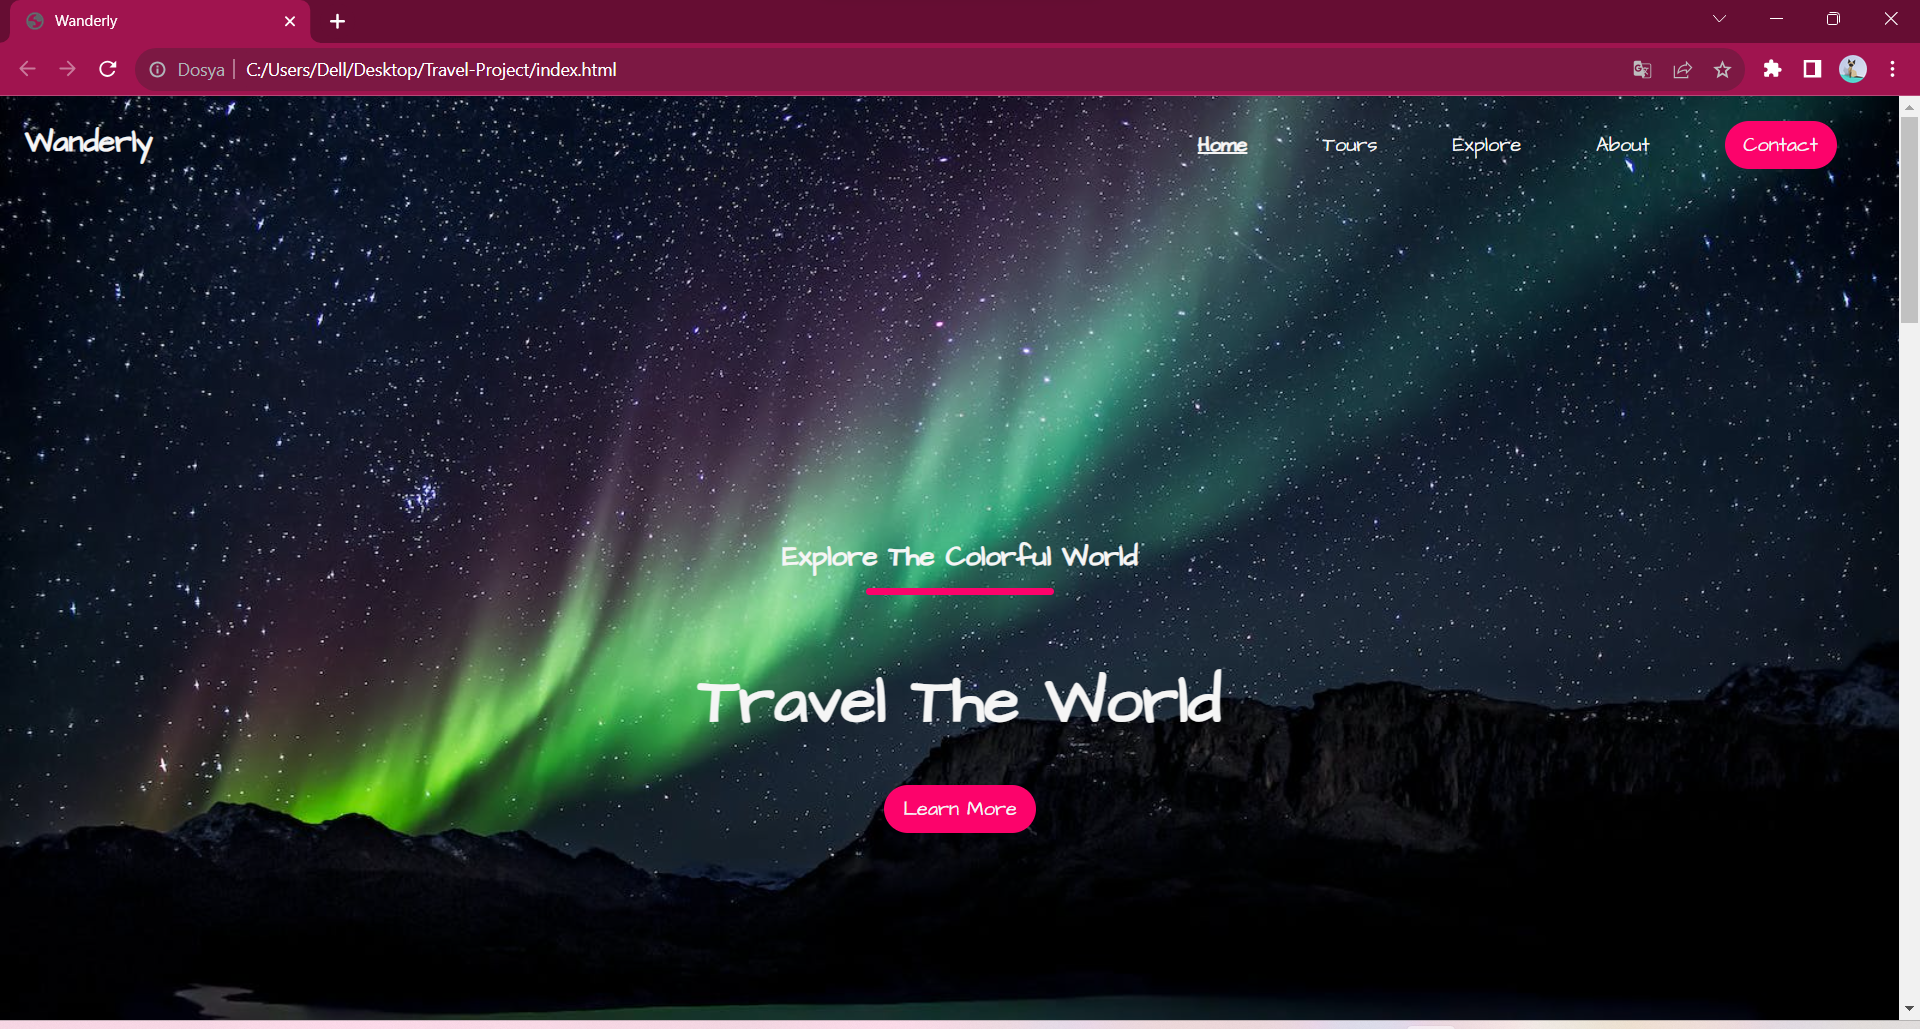 Wanderly
Dosya
C:/Users/Dell/Desktop/Travel-Project/index.html
Wanderly
Home Tours Explore About Contact
Explore The Colorful World
Travel The World
Learn More